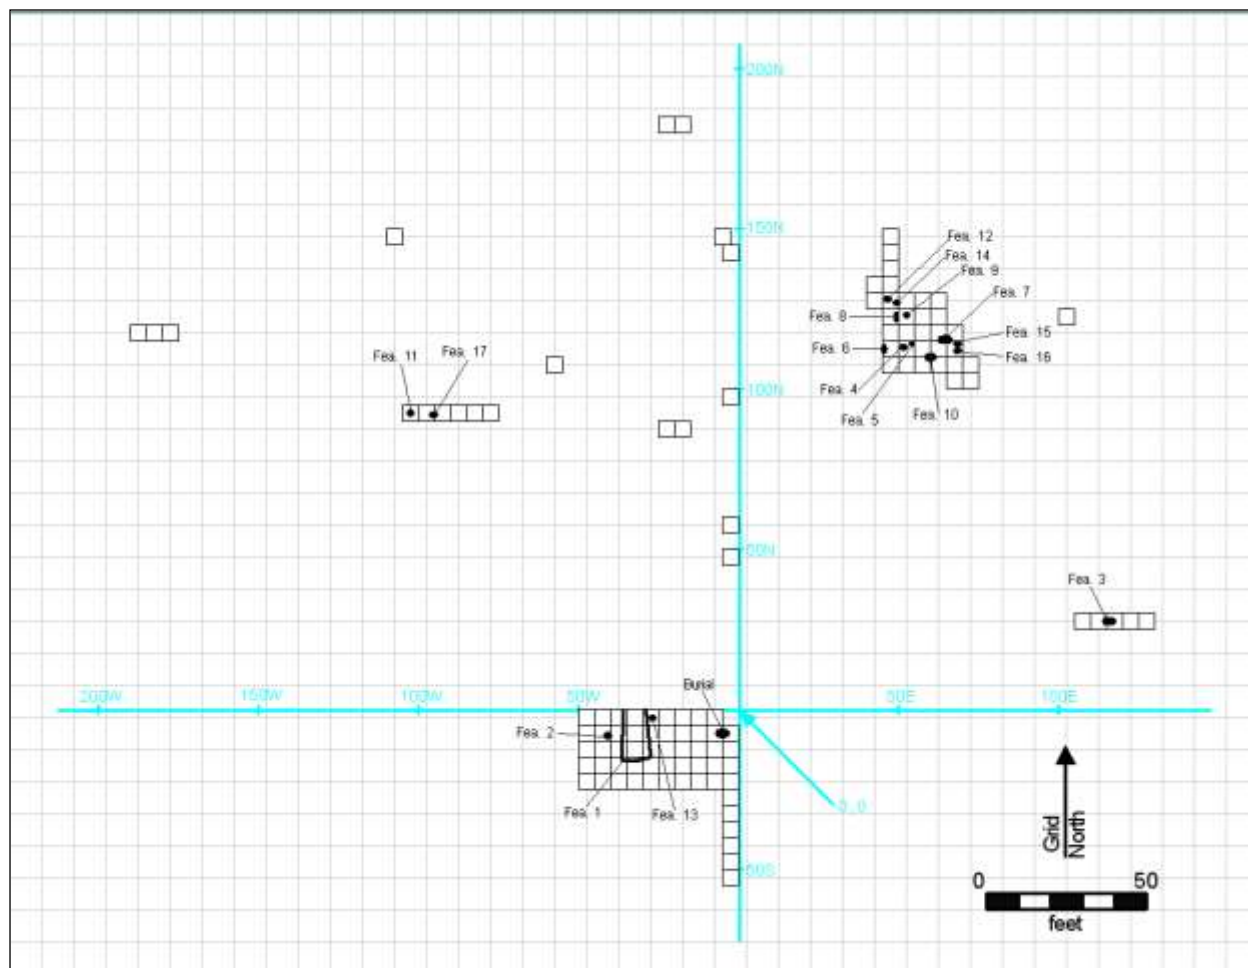 200N
150N
Fea. 12
Fea. 14
Fea. 9
Fea. 7
Fea. 8
Fea. 15
Fea. 6
Fea. 16
Fea. 11
Fea. 17
Fea. 4
100N
Fea. 5
Fea. 10
50N
Fea. 3
200W
150W
100W
50W
Burial
50E
100E
Fea. 2
Fea. 1
Fea. 13
0,0
Grid
North
50S
0
50
feet